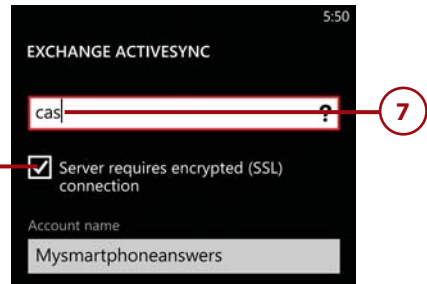 5:50
EXCHANGE ACTIVESYNC
cas ?
7
Server requires encrypted (SSL)
connection
Account name
Mysmartphoneanswers